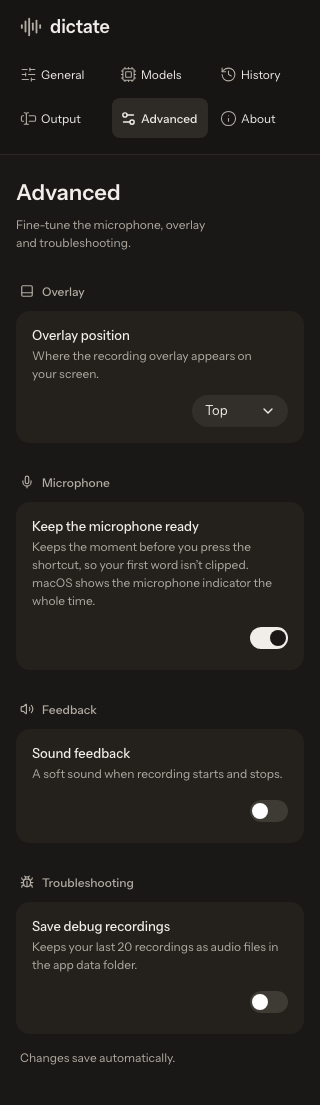 dictate
General
Models
History
Output
Advanced
About
Advanced
Fine-tune the microphone, overlay
and troubleshooting.
Overlay
Overlay position
Where the recording overlay appears on
your screen.
Top
Microphone
Keep the microphone ready
Keeps the moment before you press the
shortcut, so your first word isn't clipped.
macOS shows the microphone indicator the
whole time.
Feedback
Sound feedback
A soft sound when recording starts and stops.
Troubleshooting
Save debug recordings
Keeps your last 20 recordings as audio files in
the app data folder.
Changes save automatically.